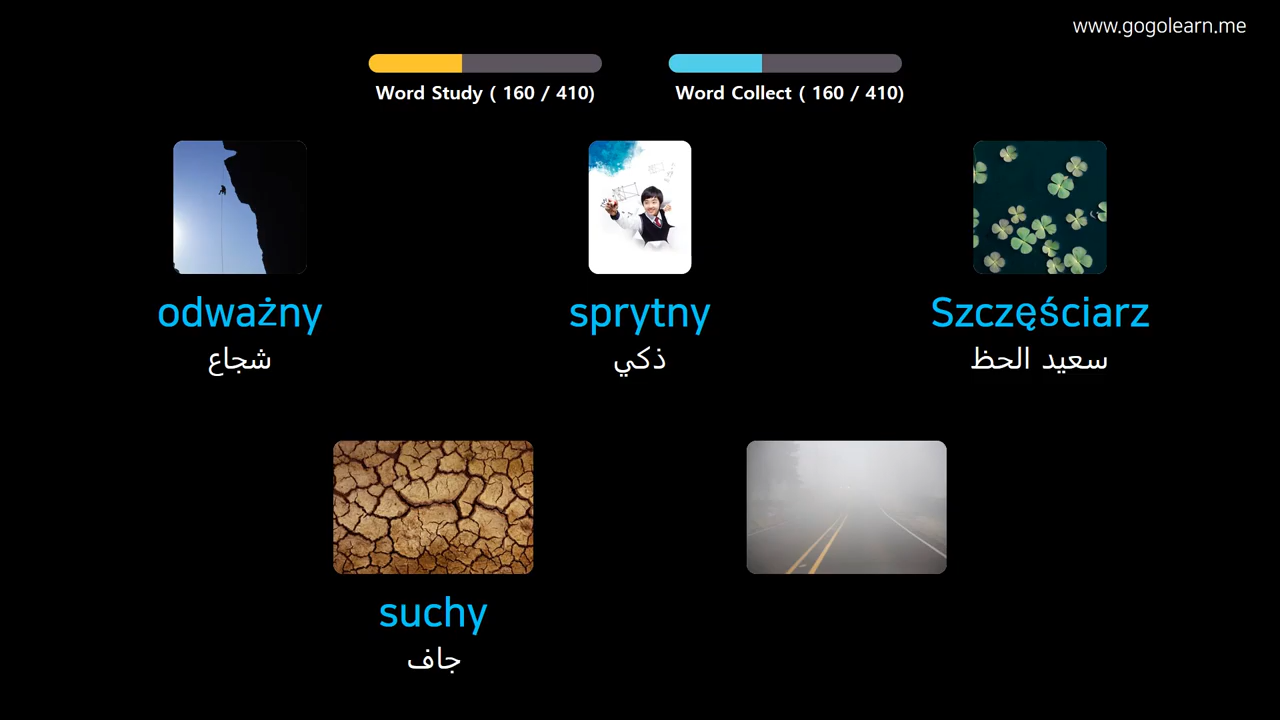 www.gogolearn.me
Word Study ( 160 / 410)
Word Collect ( 160 / 410)
odważny
شجاع
sprytny
ذكي
Szczęściarz
سعيد الحظ
suchy
جاف